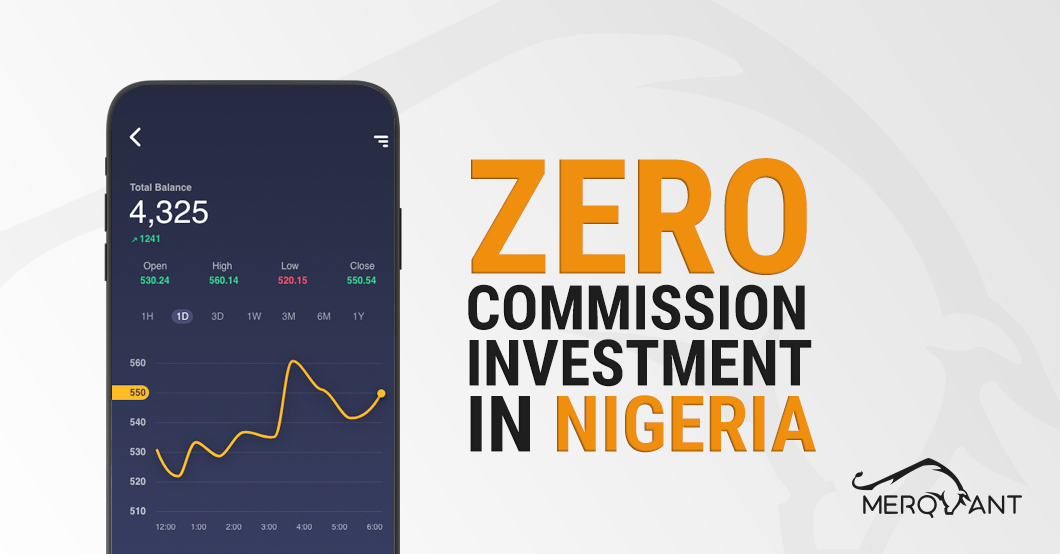 Total Balance
4,325
↗ 1241
Open High Low Close
530.24 560.14 520.15 550.54
1H 1D 3D 1W 3M 6M 1Y
560
550
540
530
520
510
12:00 1:00 2:00 3:00 4:00 5:00 6:00
ZERO
COMMISSION
INVESTMENT
IN NIGERIA
MERQVANT